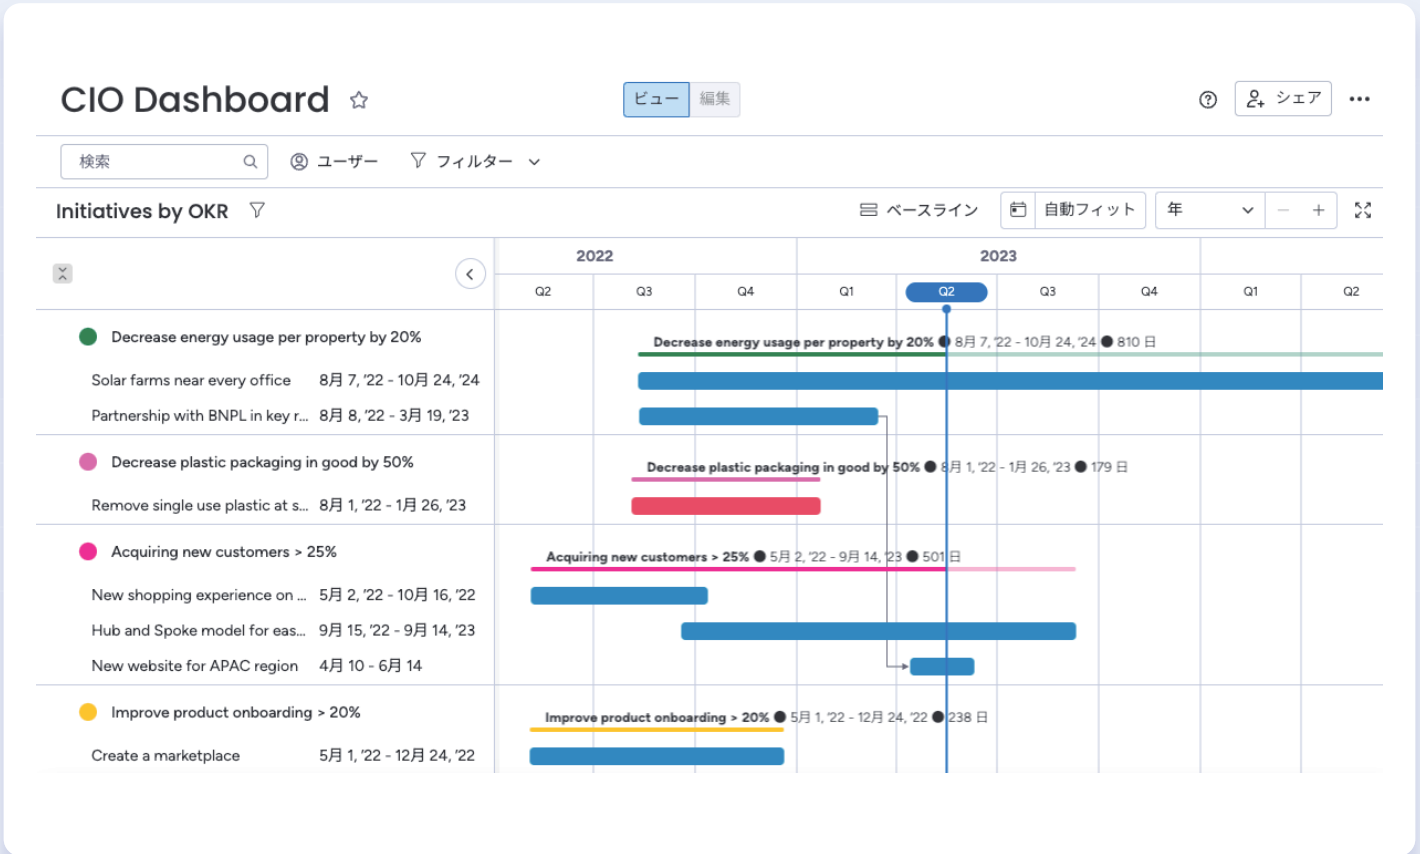 CIO Dashboard
ビュー 編集
シェア
検索
ユーザー
フィルター
Initiatives by OKR
ベースライン
自動フィット
年
2022 2023
Q2 Q3 Q4 Q1 Q2 Q3 Q4 Q1 Q2
Decrease energy usage per property by 20%
Decrease energy usage per property by 20% ● 8月 7, '22 - 10月 24, '24 ● 810 日
Solar farms near every office 8月 7, '22 - 10月 24, '24
Partnership with BNPL in key r... 8月 8, '22 - 3月 19, '23
Decrease plastic packaging in good by 50%
Decrease plastic packaging in good by 50% ● 8月 1, '22 - 1月 26, '23 ● 179 日
Remove single use plastic at s... 8月 1, '22 - 1月 26, '23
Acquiring new customers > 25%
Acquiring new customers > 25% ● 5月 2, '22 - 9月 14, '23 ● 501 日
New shopping experience on ... 5月 2, '22 - 10月 16, '22
Hub and Spoke model for eas... 9月 15, '22 - 9月 14, '23
New website for APAC region 4月 10 - 6月 14
Improve product onboarding > 20%
Improve product onboarding > 20% ● 5月 1, '22 - 12月 24, '22 ● 238 日
Create a marketplace 5月 1, '22 - 12月 24, '22